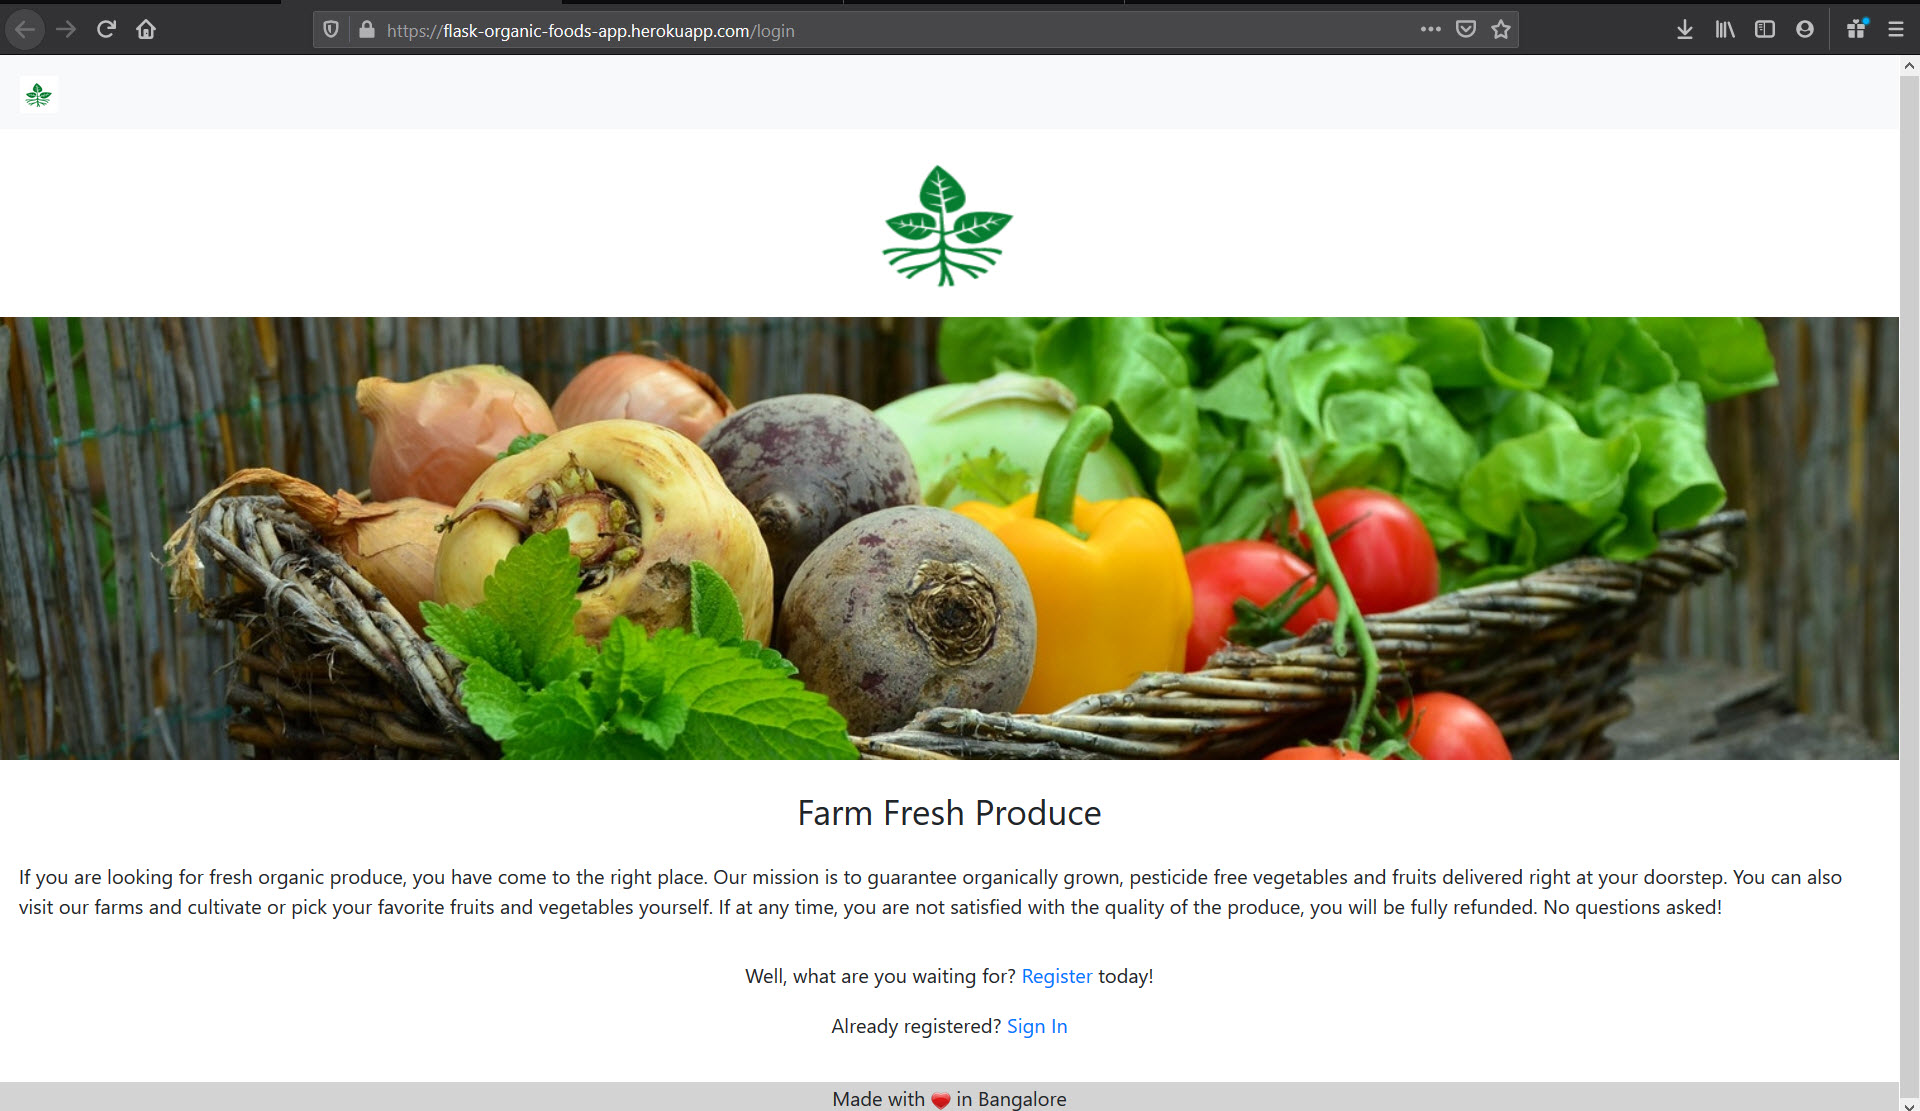 https://flask-organic-foods-app.herokuapp.com/login
Farm Fresh Produce
If you are looking for fresh organic produce, you have come to the right place. Our mission is to guarantee organically grown, pesticide free vegetables and fruits delivered right at your doorstep. You can also
visit our farms and cultivate or pick your favorite fruits and vegetables yourself. If at any time, you are not satisfied with the quality of the produce, you will be fully refunded. No questions asked!
Well, what are you waiting for? Register today!
Already registered? Sign In
Made with ❤ in Bangalore